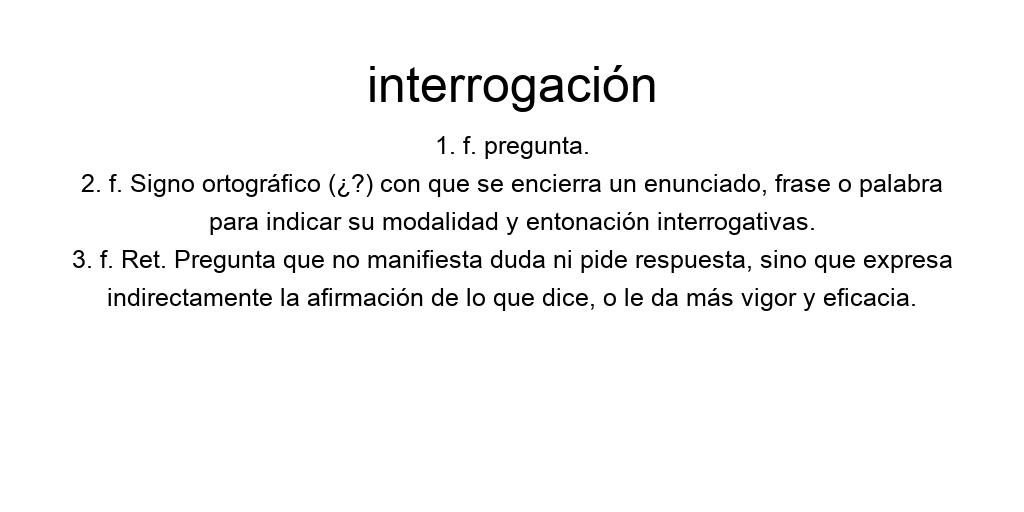 interrogación
1. f. pregunta.
2. f. Signo ortográfico (¿?) con que se encierra un enunciado, frase o palabra
para indicar su modalidad y entonación interrogativas.
3. f. Ret. Pregunta que no manifiesta duda ni pide respuesta, sino que expresa
indirectamente la afirmación de lo que dice, o le da más vigor y eficacia.